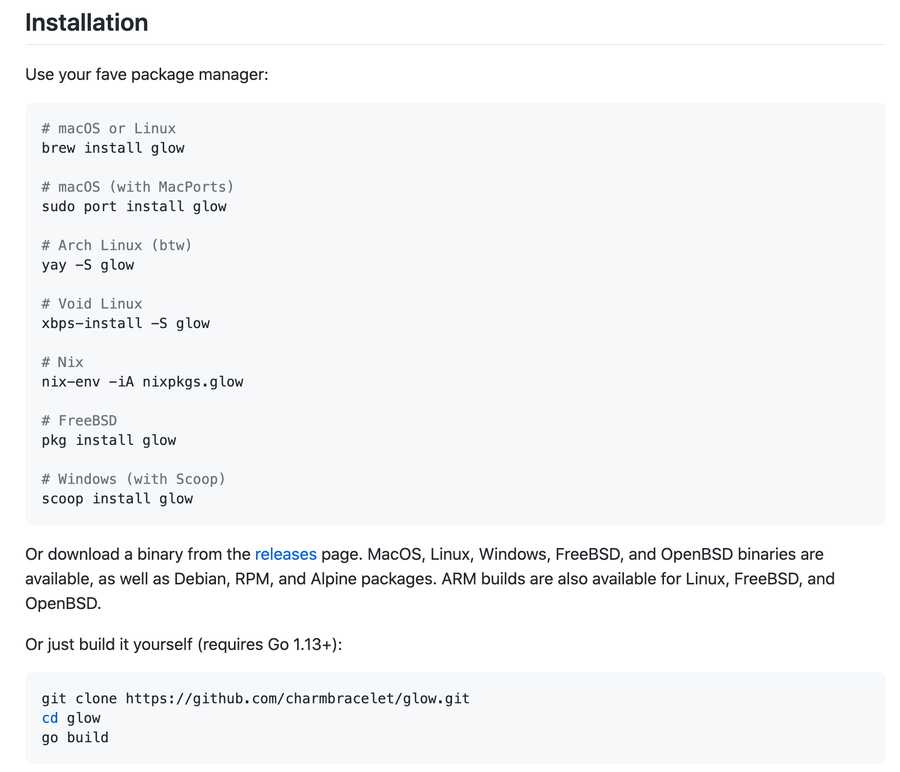 Installation
Use your fave package manager:
# macOS or Linux
brew install glow
# macOS (with MacPorts)
sudo port install glow
# Arch Linux (btw)
yay -S glow
# Void Linux
xbps-install -S glow
# Nix
nix-env -iA nixpkgs.glow
# FreeBSD
pkg install glow
# Windows (with Scoop)
scoop install glow
Or download a binary from the releases page. MacOS, Linux, Windows, FreeBSD, and OpenBSD binaries are
available, as well as Debian, RPM, and Alpine packages. ARM builds are also available for Linux, FreeBSD, and
OpenBSD.
Or just build it yourself (requires Go 1.13+):
git clone https://github.com/charmbracelet/glow.git
cd glow
go build